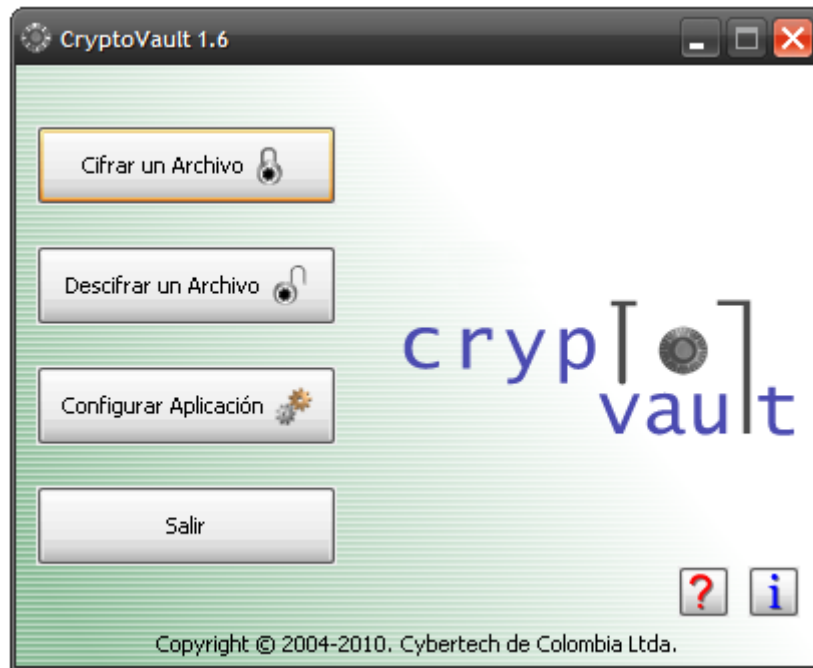 CryptoVault 1.6
Cifrar un Archivo
Descifrar un Archivo
Configurar Aplicación
Salir
crypto
vault
?
i
Copyright © 2004-2010. Cybertech de Colombia Ltda.